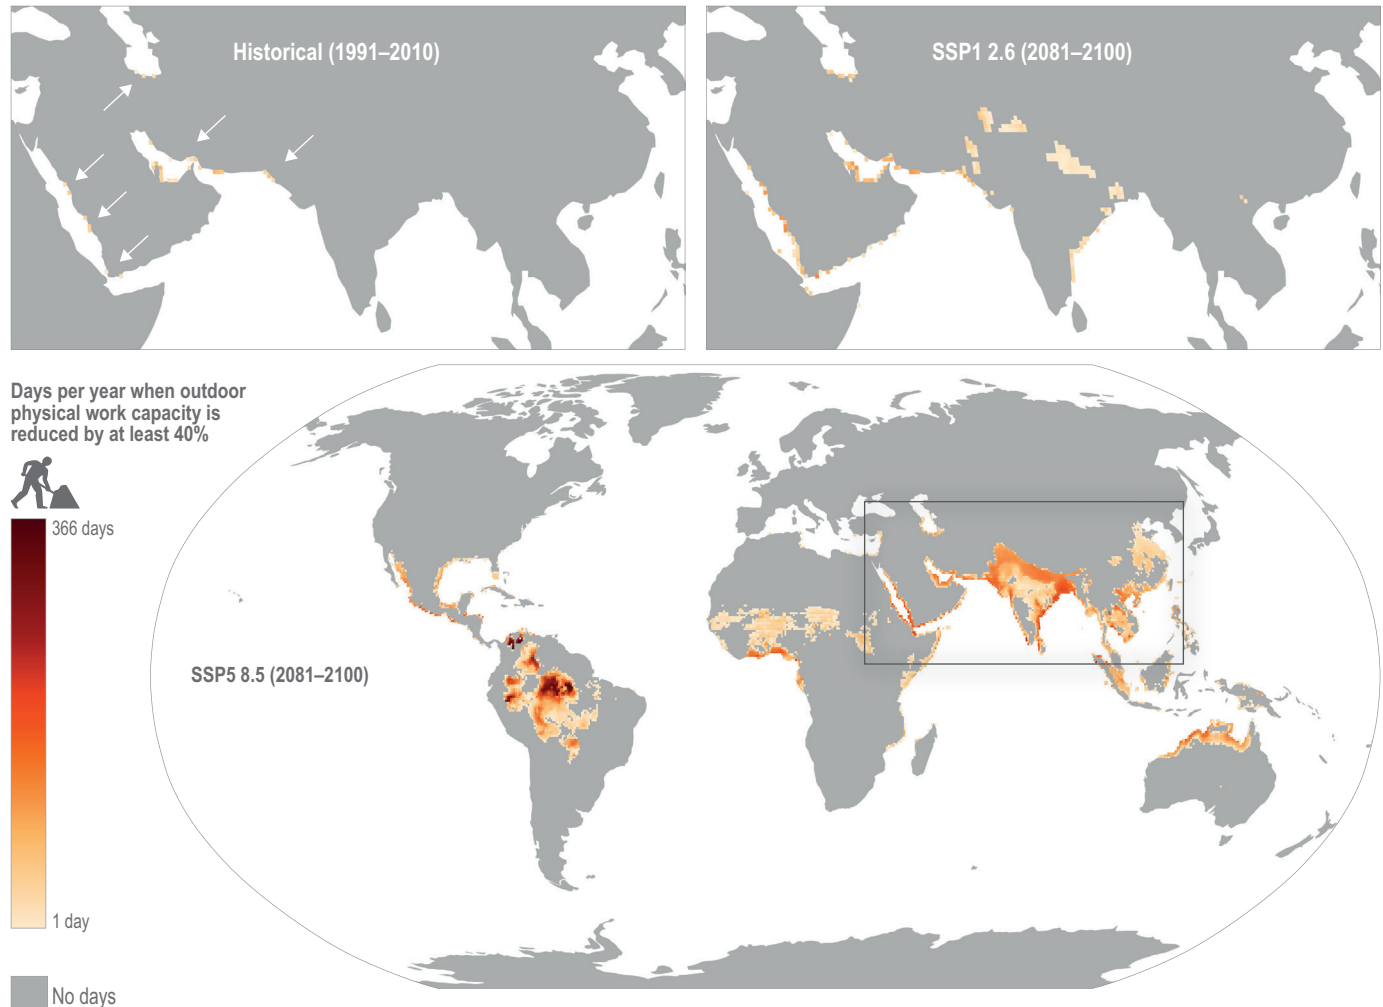 Historical (1991–2010)
SSP1 2.6 (2081–2100)
Days per year when outdoor
physical work capacity is
reduced by at least 40%
366 days
SSP5 8.5 (2081–2100)
1 day
No days